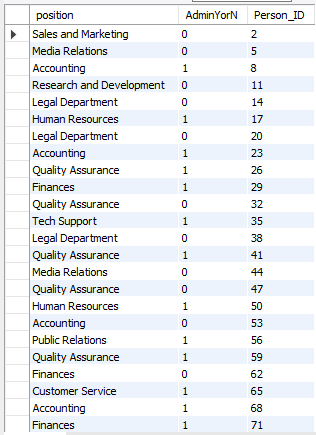 position AdminYorN Person_ID
Sales and Marketing 0 2
Media Relations 0 5
Accounting 1 8
Research and Development 0 11
Legal Department 0 14
Human Resources 1 17
Legal Department 0 20
Accounting 1 23
Quality Assurance 1 26
Finances 1 29
Quality Assurance 0 32
Tech Support 1 35
Legal Department 0 38
Quality Assurance 1 41
Media Relations 0 44
Quality Assurance 0 47
Human Resources 1 50
Accounting 0 53
Public Relations 1 56
Quality Assurance 1 59
Finances 0 62
Customer Service 1 65
Accounting 1 68
Finances 1 71